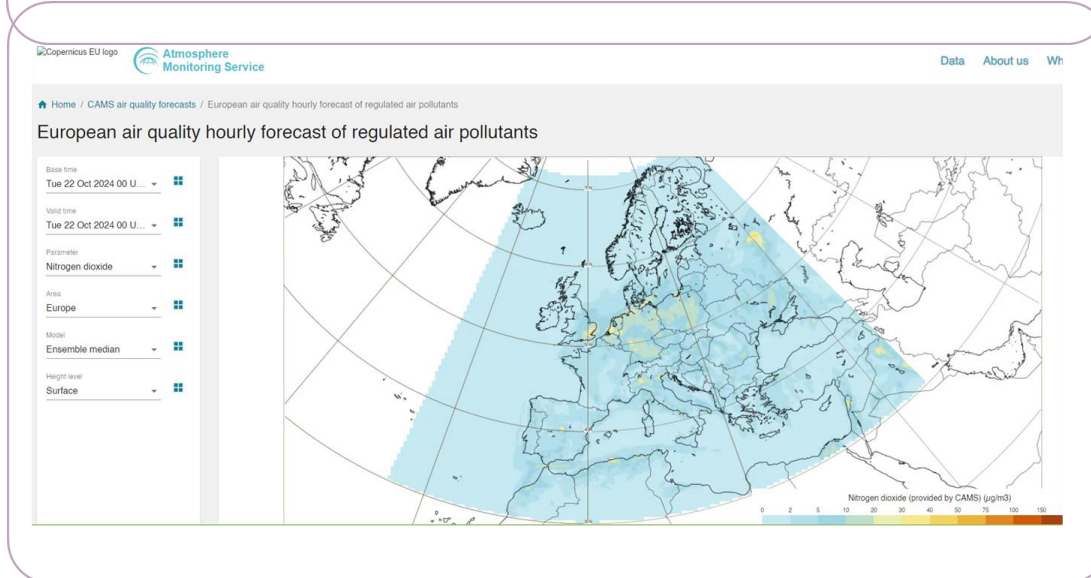 Copernicus EU logo
Atmosphere
Monitoring Service
Data About us Wh
Home / CAMS air quality forecasts / European air quality hourly forecast of regulated air pollutants
European air quality hourly forecast of regulated air pollutants
Base time
Tue 22 Oct 2024 00 U...
Valid time
Tue 22 Oct 2024 00 U...
Parameter
Nitrogen dioxide
Area
Europe
Model
Ensemble median
Height level
Surface
Nitrogen dioxide (provided by CAMS) (μg/m3)
0 2 5 10 20 30 40 50 75 100 150